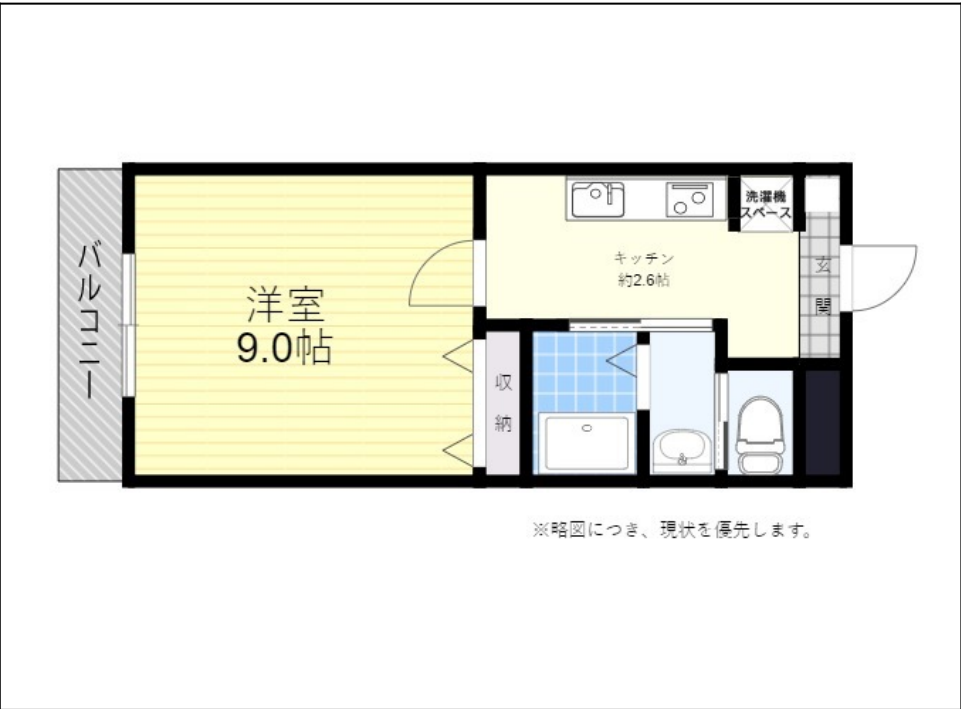 洗濯機
スペース
キッチン
約2.6帖
玄関
バルコニー
洋室
9.0帖
収納
※略図につき、現状を優先します。